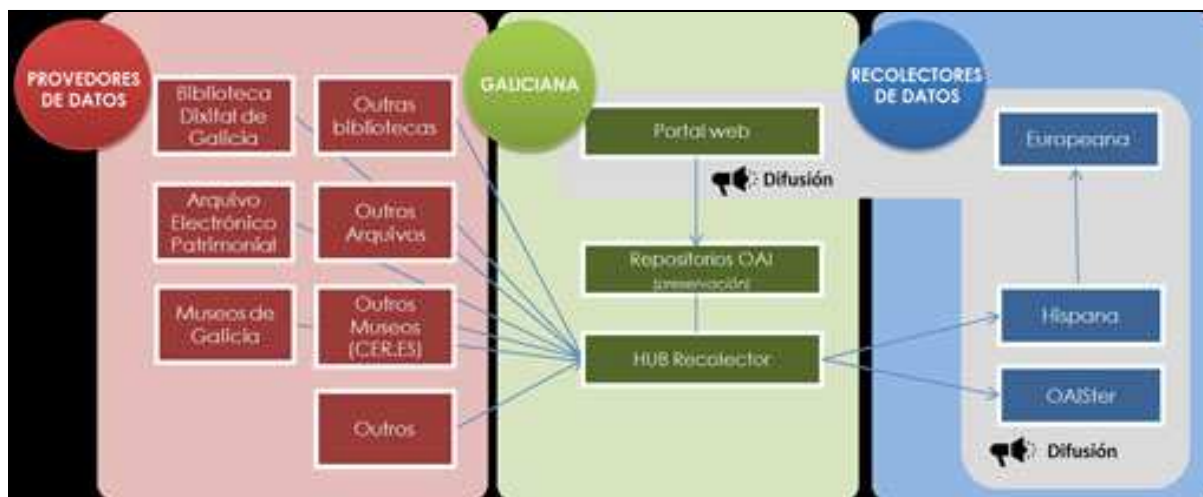 PROVEDORES
DE DATOS
Biblioteca
Dixital de
Galicia
Outras
bibliotecas
Arquivo
Electrónico
Patrimonial
Outros
Arquivos
Museos de
Galicia
Outros
Museos
(CER.ES)
Outros
GALICIANA
Portal web
Difusión
Repositorios OAI
(preservación)
HUB Recolector
RECOLECTORES
DE DATOS
Europeana
Hispana
OAISter
Difusión